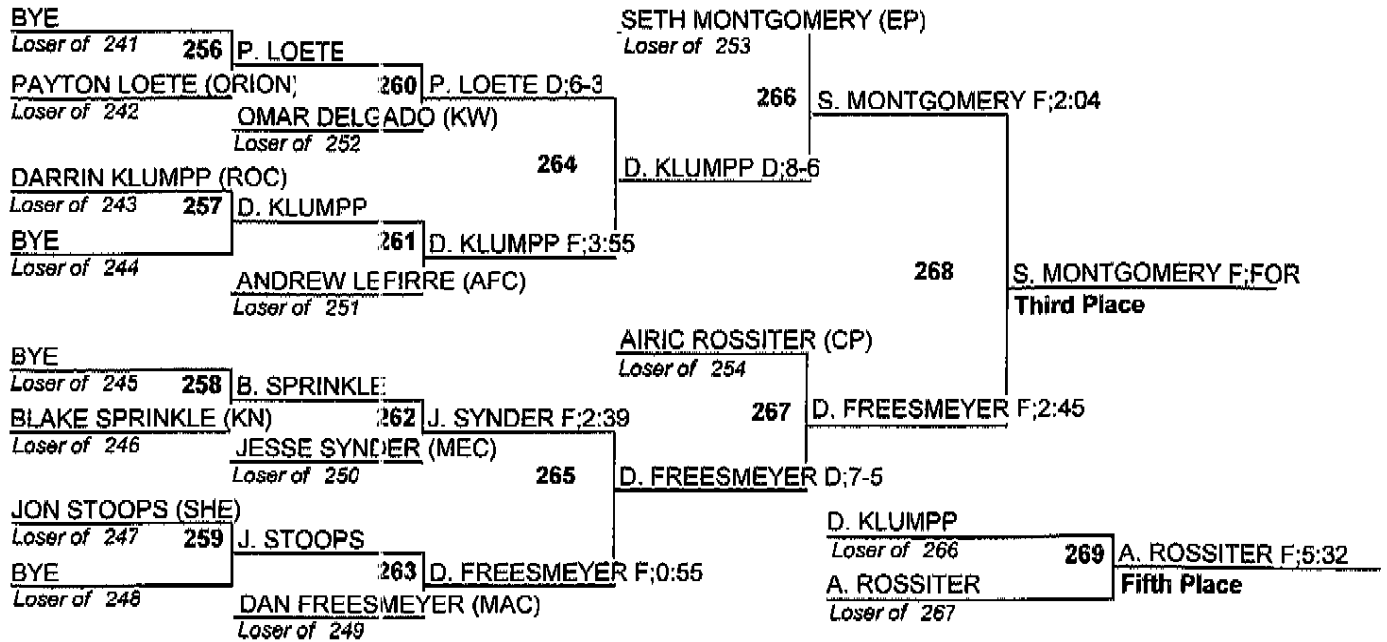 BYE
Loser of 241
256 P. LOETE
PAYTON LOETE (ORION)
Loser of 242
260 P. LOETE D;6-3
OMAR DELGADO (KW)
Loser of 252
DARRIN KLUMPP (ROC)
Loser of 243
257 D. KLUMPP
BYE
Loser of 244
261 D. KLUMPP F;3:55
ANDREW LEFIRRE (AFC)
Loser of 251
264 D. KLUMPP D;8-6
SETH MONTGOMERY (EP)
Loser of 253
266 S. MONTGOMERY F;2:04
BYE
Loser of 245
258 B. SPRINKLE
BLAKE SPRINKLE (KN)
Loser of 246
262 J. SYNDER F;2:39
JESSE SYNDER (MEC)
Loser of 250
JON STOOPS (SHE)
Loser of 247
259 J. STOOPS
BYE
Loser of 248
263 D. FREESMEYER F;0:55
DAN FREESMEYER (MAC)
Loser of 249
265 D. FREESMEYER D;7-5
AIRIC ROSSITER (CP)
Loser of 254
267 D. FREESMEYER F;2:45
268 S. MONTGOMERY F;FOR
Third Place
D. KLUMPP
Loser of 266
269 A. ROSSITER F;5:32
A. ROSSITER
Fifth Place
Loser of 267